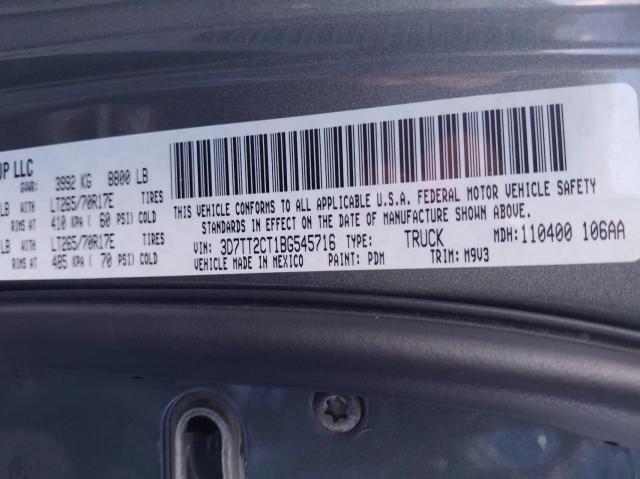 UP LLC
GVWR: 3992 KG 8800 LB
LB WITH LT265/70R17E TIRES
RIMS AT 410 KPA ( 60 PSI) COLD
LB WITH LT265/70R17E TIRES
RIMS AT 485 KPA ( 70 PSI) COLD
THIS VEHICLE CONFORMS TO ALL APPLICABLE U.S.A. FEDERAL MOTOR VEHICLE SAFETY
STANDARDS IN EFFECT ON THE DATE OF MANUFACTURE SHOWN ABOVE.
VIN: 3D7TT2CT1BG545716 TYPE: TRUCK MDH: 110400 106AA
VEHICLE MADE IN MEXICO PAINT: PDM TRIM: M9V3